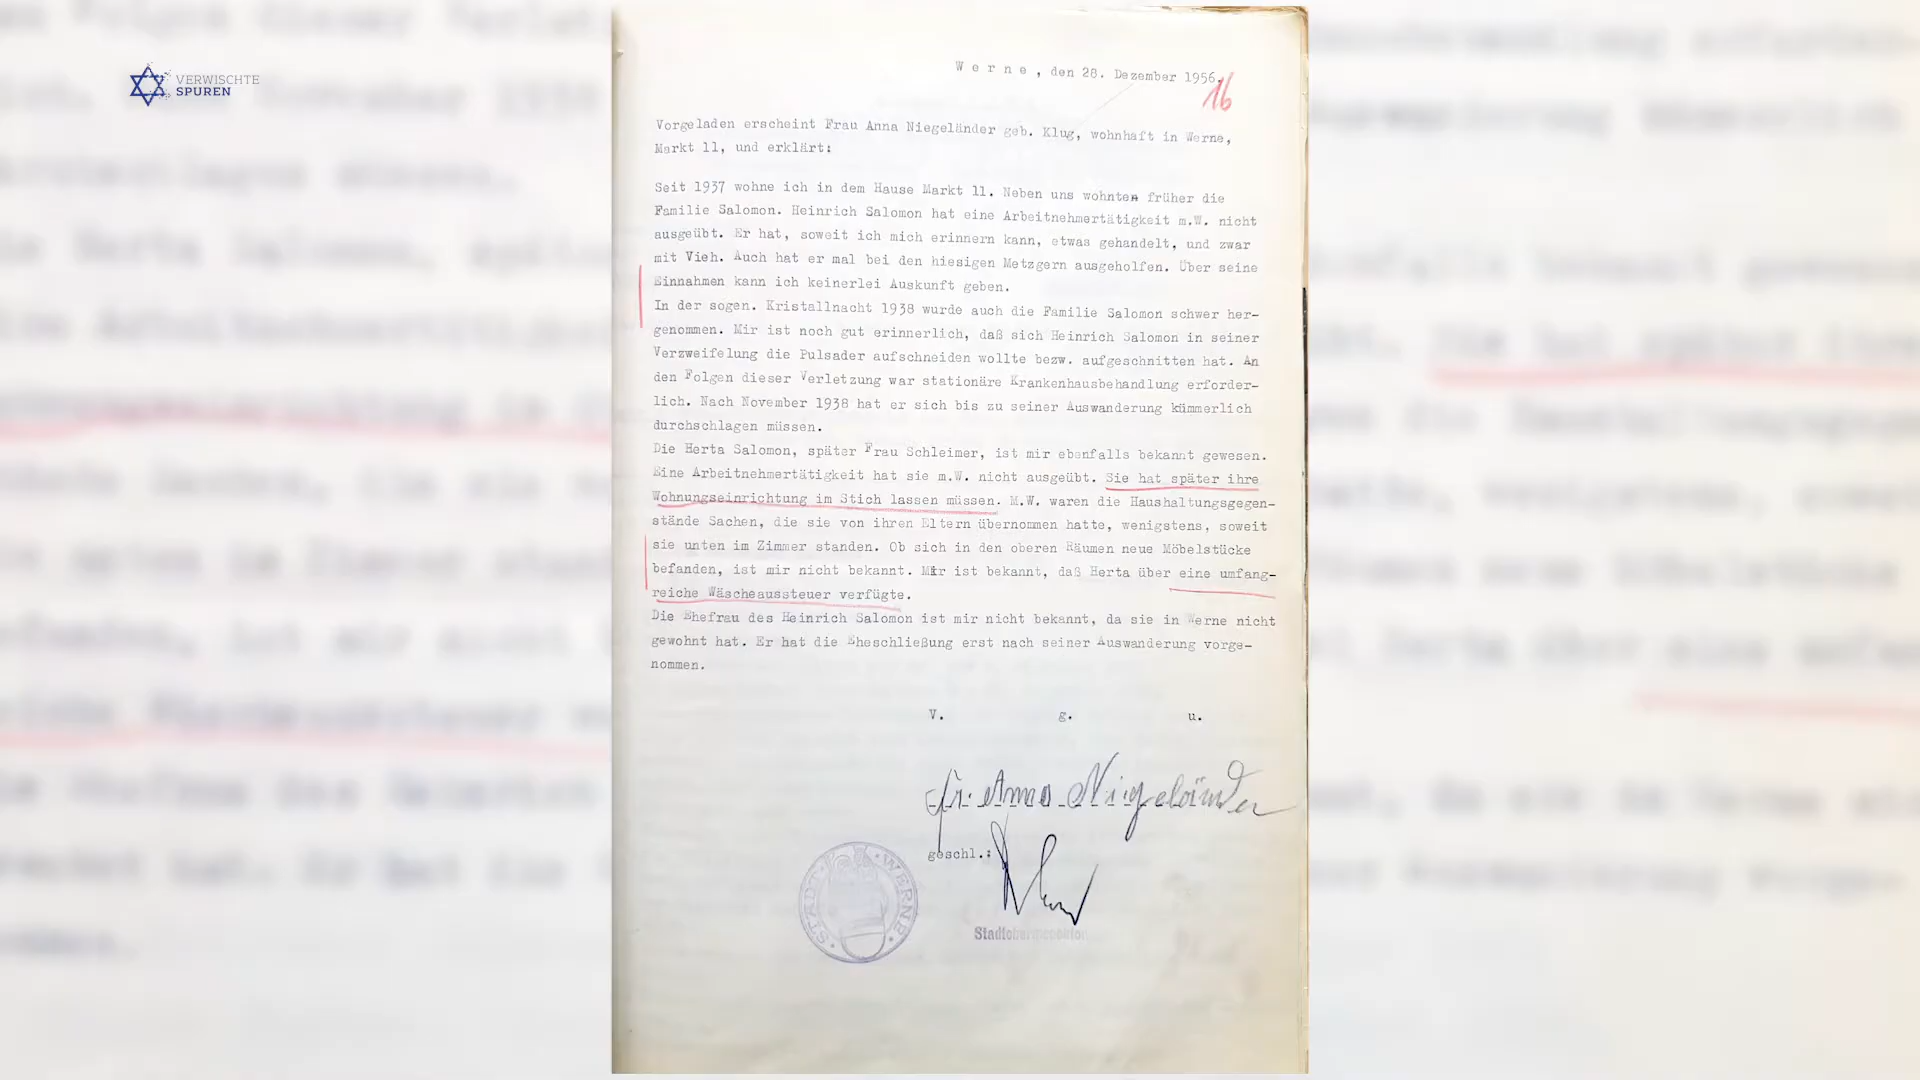 VERWISCHTE
SPUREN
Werne, den 28. Dezember 1956.
16
Vorgeladen erscheint Frau Anna Niegeländer geb. Klug, wohnhaft in Werne,
Markt 11, und erklärt:
Seit 1937 wohne ich in dem Hause Markt 11. Neben uns wohnten früher die
Familie Salomon. Heinrich Salomon hat eine Arbeitnehmertätigkeit m.W. nicht
ausgeübt. Er hat, soweit ich mich erinnern kann, etwas gehandelt, und zwar
mit Vieh. Auch hat er mal bei den hiesigen Metzgern ausgeholfen. Über seine
Einnahmen kann ich keinerlei Auskunft geben.
In der sogen. Kristallnacht 1938 wurde auch die Familie Salomon schwer her-
genommen. Mir ist noch gut erinnerlich, daß sich Heinrich Salomon in seiner
Verzweifelung die Pulsader aufschneiden wollte bezw. aufgeschnitten hat. An
den Folgen dieser Verletzung war stationäre Krankenhausbehandlung erforder-
lich. Nach November 1938 hat er sich bis zu seiner Auswanderung kümmerlich
durchschlagen müssen.
Die Herta Salomon, später Frau Schleimer, ist mir ebenfalls bekannt gewesen.
Eine Arbeitnehmertätigkeit hat sie m.W. nicht ausgeübt. Sie hat später ihre
Wohnungseinrichtung im Stich lassen müssen. M.W. waren die Haushaltungsgegen-
stände Sachen, die sie von ihren Eltern übernommen hatte, wenigstens, soweit
sie unten im Zimmer standen. Ob sich in den oberen Räumen neue Möbelstücke
befanden, ist mir nicht bekannt. Mir ist bekannt, daß Herta über eine umfang-
reiche Wäscheaussteuer verfügte.
Die Ehefrau des Heinrich Salomon ist mir nicht bekannt, da sie in Werne nicht
gewohnt hat. Er hat die Eheschließung erst nach seiner Auswanderung vorge-
nommen.
V. g. u.
Fr. Anna Niegeländer
geschl.:
STADT WERNE
Stadtoberinspektor